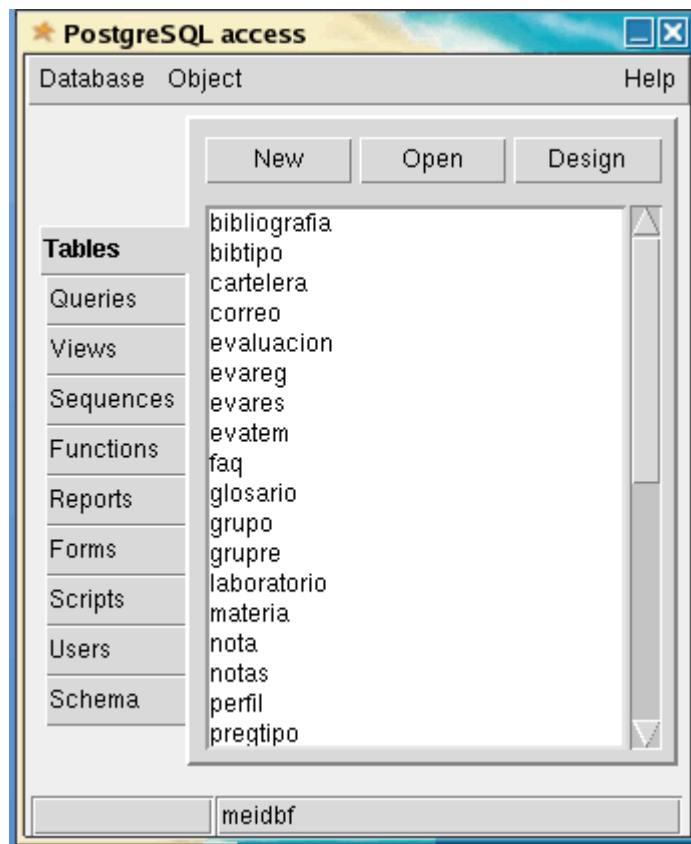 PostgreSQL access
Database Object Help
New Open Design
Tables
Queries
Views
Sequences
Functions
Reports
Forms
Scripts
Users
Schema
bibliografia
bibtipo
cartelera
correo
evaluacion
evareg
evares
evatem
faq
glosario
grupo
grupre
laboratorio
materia
nota
notas
perfil
pregtipo
meidbf